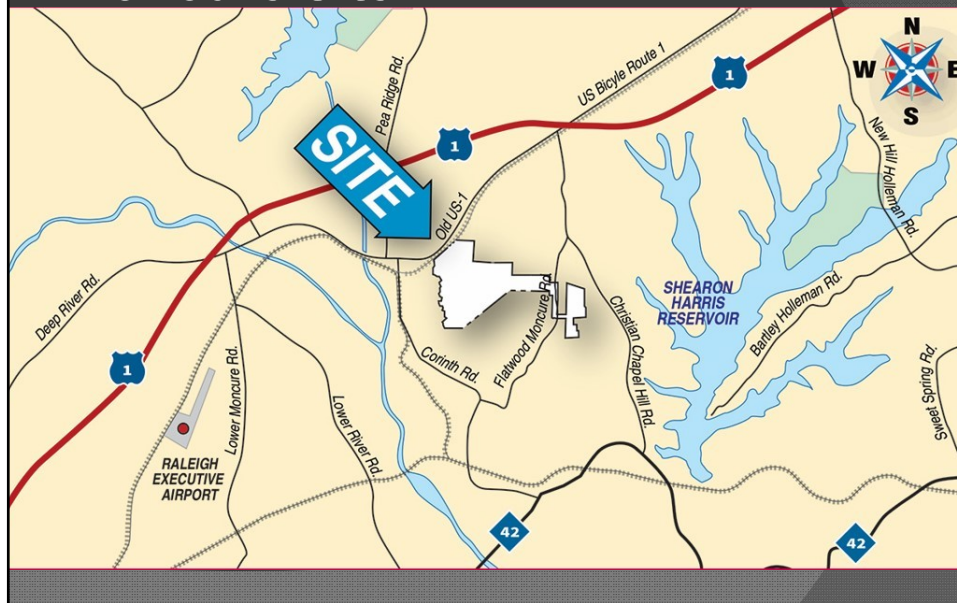 N
W
E
S
1
US Bicyle Route 1
Pea Ridge Rd.
1
SITE
New Hill Holleman Rd.
Old US-1
Deep River Rd.
SHEARON
HARRIS
RESERVOIR
Bartley Holleman Rd.
Christian Chapel Hill Rd.
Flatwood Moncure Rd.
Corinth Rd.
1
Lower Moncure Rd.
Lower River Rd.
Sweet Spring Rd.
RALEIGH
EXECUTIVE
AIRPORT
42
42